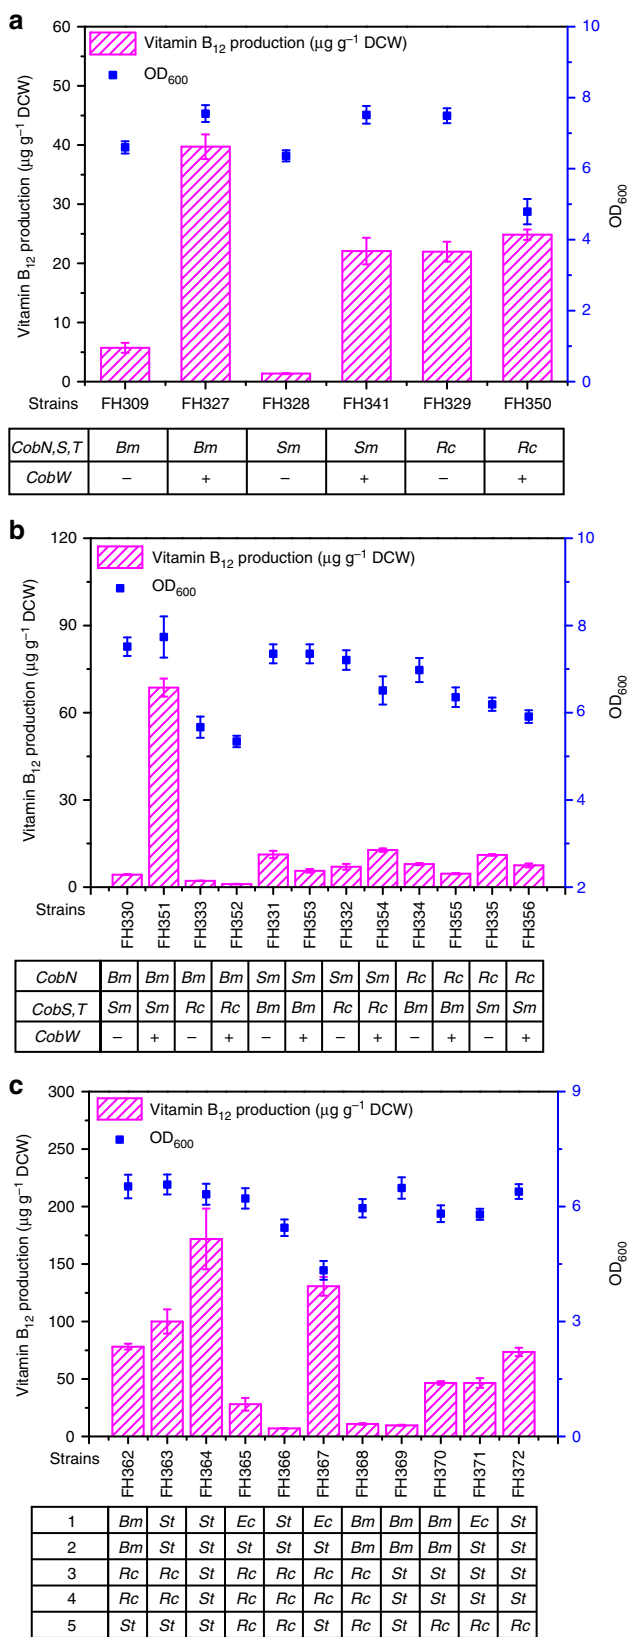 a
Vitamin B12 production (μg g−1 DCW)
OD600
60
50
40
30
20
10
0
Vitamin B12 production (μg g−1 DCW)
10
8
6
4
2
0
OD600
Strains FH309 FH327 FH328 FH341 FH329 FH350
CobN,S,T Bm Bm Sm Sm Rc Rc
CobW − + − + − +
b
Vitamin B12 production (μg g−1 DCW)
OD600
120
90
60
30
0
Vitamin B12 production (μg g−1 DCW)
10
8
6
4
2
OD600
Strains FH330 FH351 FH333 FH352 FH331 FH353 FH332 FH354 FH334 FH355 FH335 FH356
CobN Bm Bm Bm Bm Sm Sm Sm Sm Rc Rc Rc Rc
CobS,T Sm Sm Rc Rc Bm Bm Rc Rc Bm Bm Sm Sm
CobW − + − + − + − + − + − +
c
Vitamin B12 production (μg g−1 DCW)
OD600
300
250
200
150
100
50
0
Vitamin B12 production (μg g−1 DCW)
9
6
3
0
OD600
Strains FH362 FH363 FH364 FH365 FH366 FH367 FH368 FH369 FH370 FH371 FH372
1 Bm St St Ec St Ec Bm Bm Bm Ec St
2 Bm St St St St St Bm Bm Bm St St
3 Rc Rc St Rc Rc Rc Rc St St St St
4 Rc Rc St Rc Rc Rc Rc St St St St
5 St St St Rc Rc St Rc St Rc Rc Rc